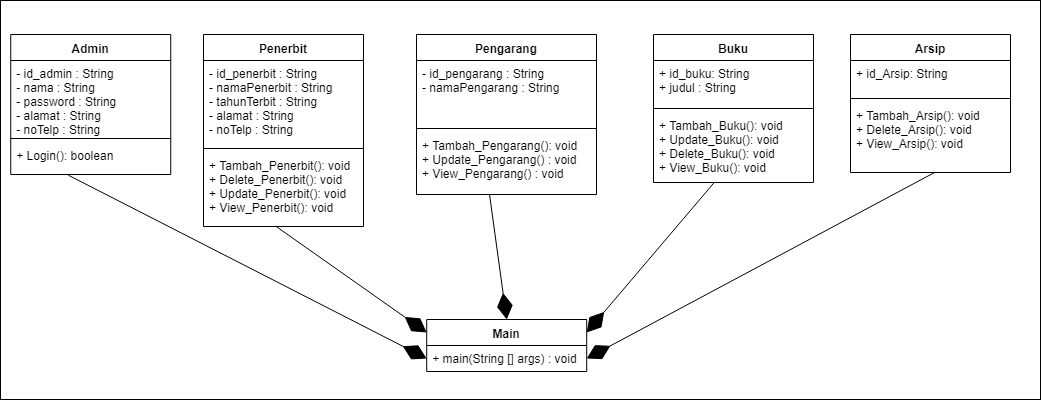 Admin
- id_admin : String
- nama : String
- password : String
- alamat : String
- noTelp : String
+ Login(): boolean
Penerbit
- id_penerbit : String
- namaPenerbit : String
- tahunTerbit : String
- alamat : String
- noTelp : String
+ Tambah_Penerbit(): void
+ Delete_Penerbit(): void
+ Update_Penerbit(): void
+ View_Penerbit(): void
Pengarang
- id_pengarang : String
- namaPengarang : String
+ Tambah_Pengarang(): void
+ Update_Pengarang() : void
+ View_Pengarang() : void
Buku
+ id_buku: String
+ judul : String
+ Tambah_Buku(): void
+ Update_Buku(): void
+ Delete_Buku(): void
+ View_Buku(): void
Arsip
+ id_Arsip: String
+ Tambah_Arsip(): void
+ Delete_Arsip(): void
+ View_Arsip(): void
Main
+ main(String [] args) : void